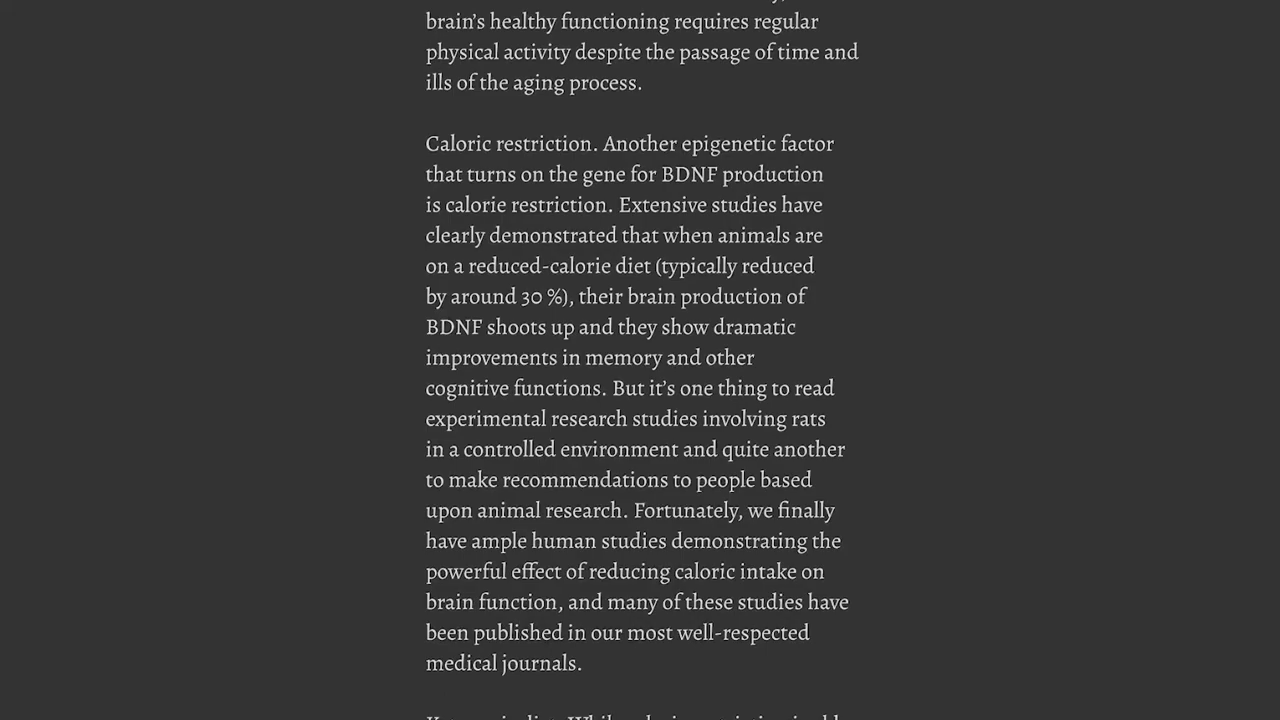 brain’s healthy functioning requires regular
physical activity despite the passage of time and
ills of the aging process.
Caloric restriction. Another epigenetic factor
that turns on the gene for BDNF production
is calorie restriction. Extensive studies have
clearly demonstrated that when animals are
on a reduced-calorie diet (typically reduced
by around 30 %), their brain production of
BDNF shoots up and they show dramatic
improvements in memory and other
cognitive functions. But it’s one thing to read
experimental research studies involving rats
in a controlled environment and quite another
to make recommendations to people based
upon animal research. Fortunately, we finally
have ample human studies demonstrating the
powerful effect of reducing caloric intake on
brain function, and many of these studies have
been published in our most well-respected
medical journals.